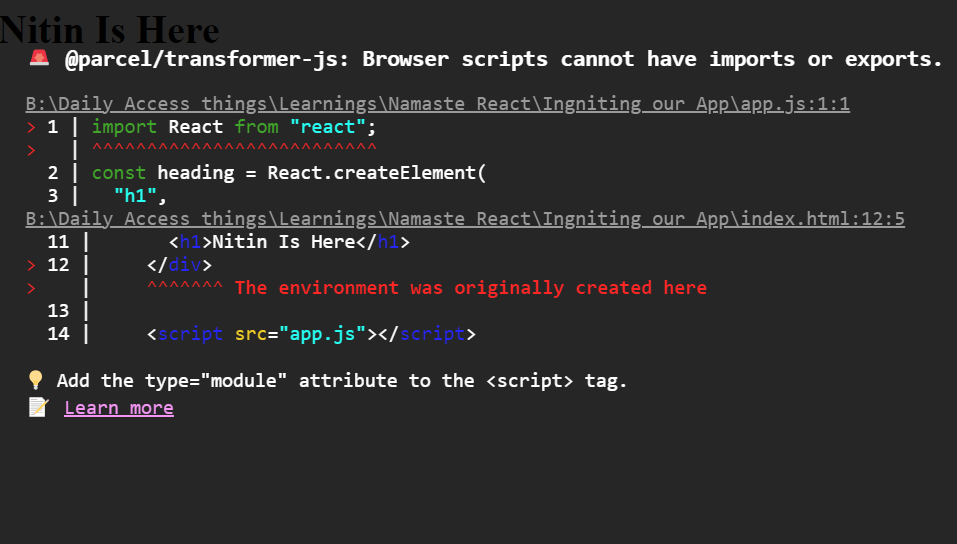 Nitin Is Here
🚨 @parcel/transformer-js: Browser scripts cannot have imports or exports.
B:\Daily Access things\Learnings\Namaste React\Ingniting our App\app.js:1:1
> 1 | import React from "react";
>   | ^^^^^^^^^^^^^^^^^^^^^^^^^^
  2 | const heading = React.createElement(
  3 |   "h1",
B:\Daily Access things\Learnings\Namaste React\Ingniting our App\index.html:12:5
  11 |       <h1>Nitin Is Here</h1>
> 12 |     </div>
>    |     ^^^^^^^ The environment was originally created here
  13 |
  14 |     <script src="app.js"></script>
💡 Add the type="module" attribute to the <script> tag.
📝 Learn more